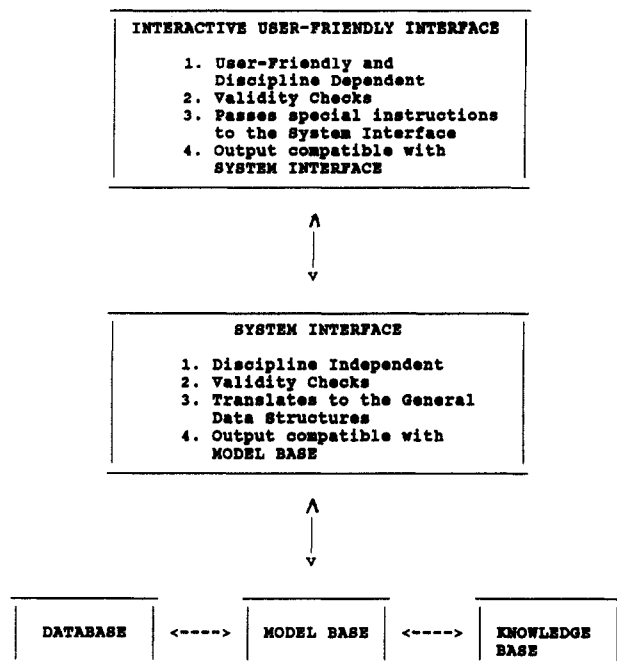 INTERACTIVE USER-FRIENDLY INTERFACE
1. User-Friendly and
Discipline Dependent
2. Validity Checks
3. Passes special instructions
to the System Interface
4. Output compatible with
SYSTEM INTERFACE
SYSTEM INTERFACE
1. Discipline Independent
2. Validity Checks
3. Translates to the General
Data Structures
4. Output compatible with
MODEL BASE
DATABASE <----> MODEL BASE <----> KNOWLEDGE
BASE